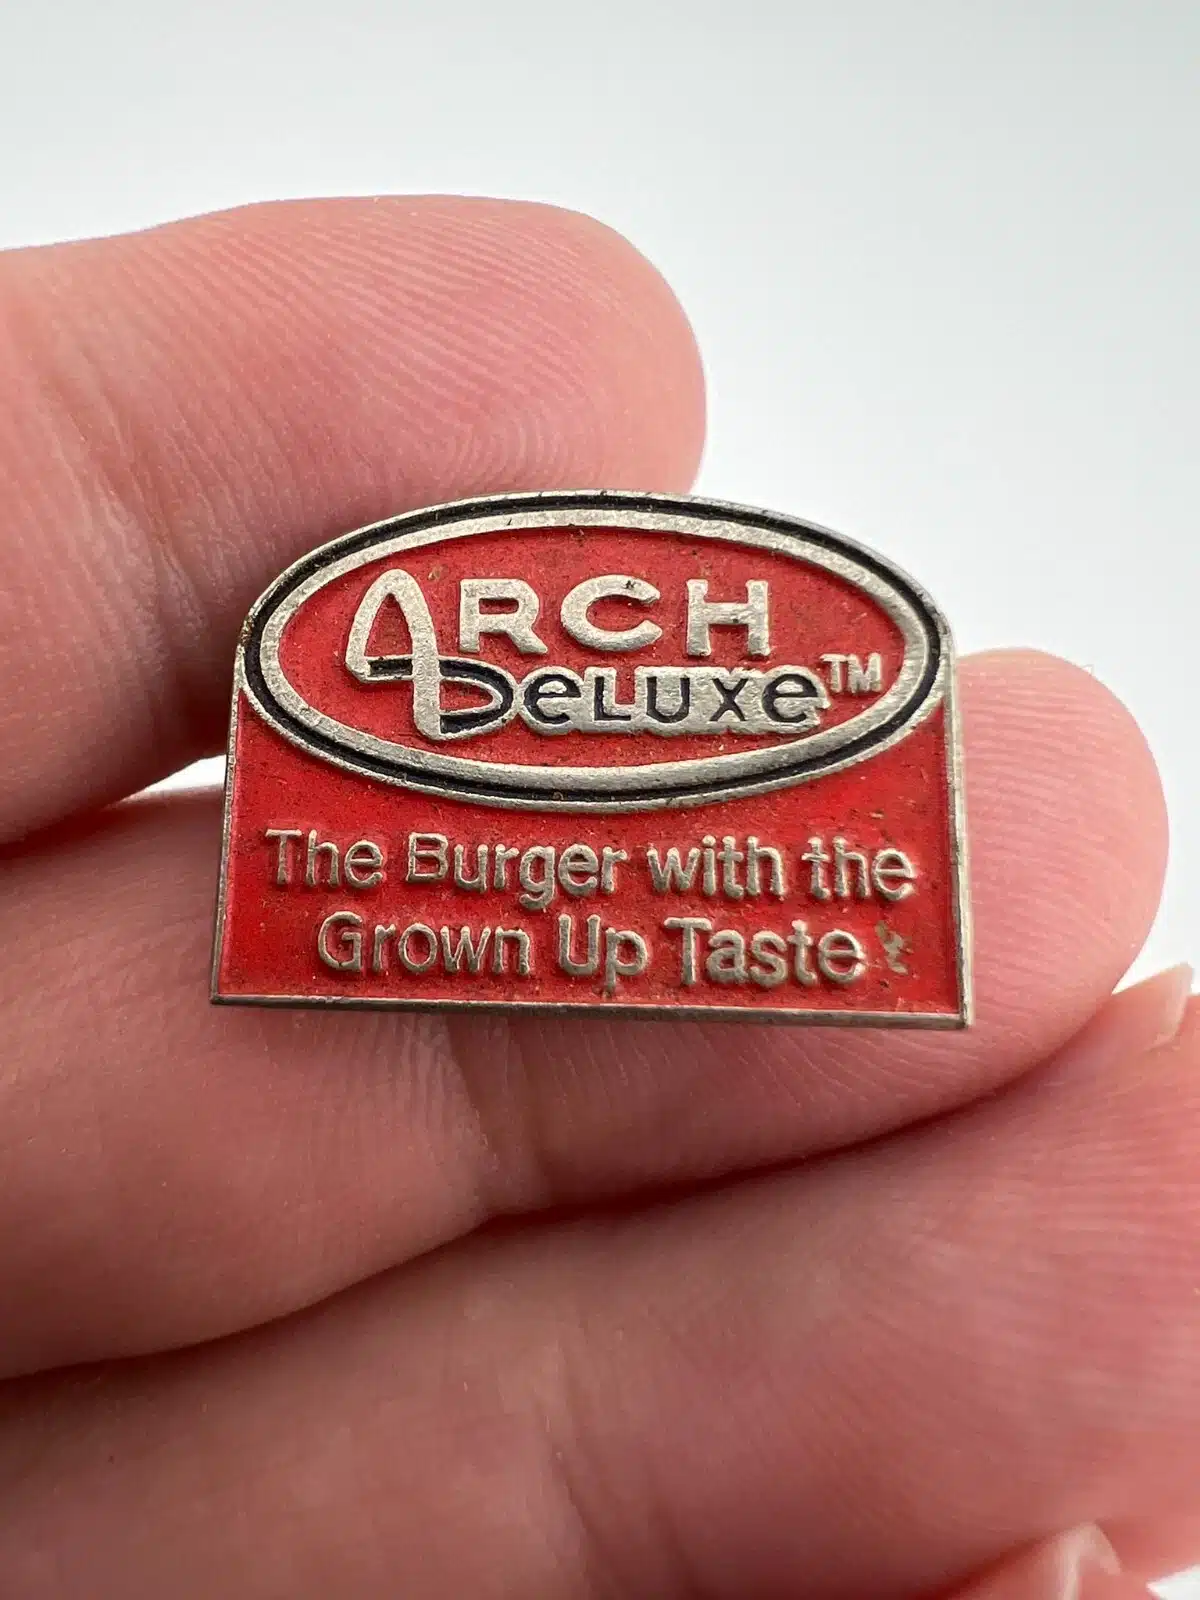 ARCH
DeLUXe™
The Burger with the
Grown Up Taste